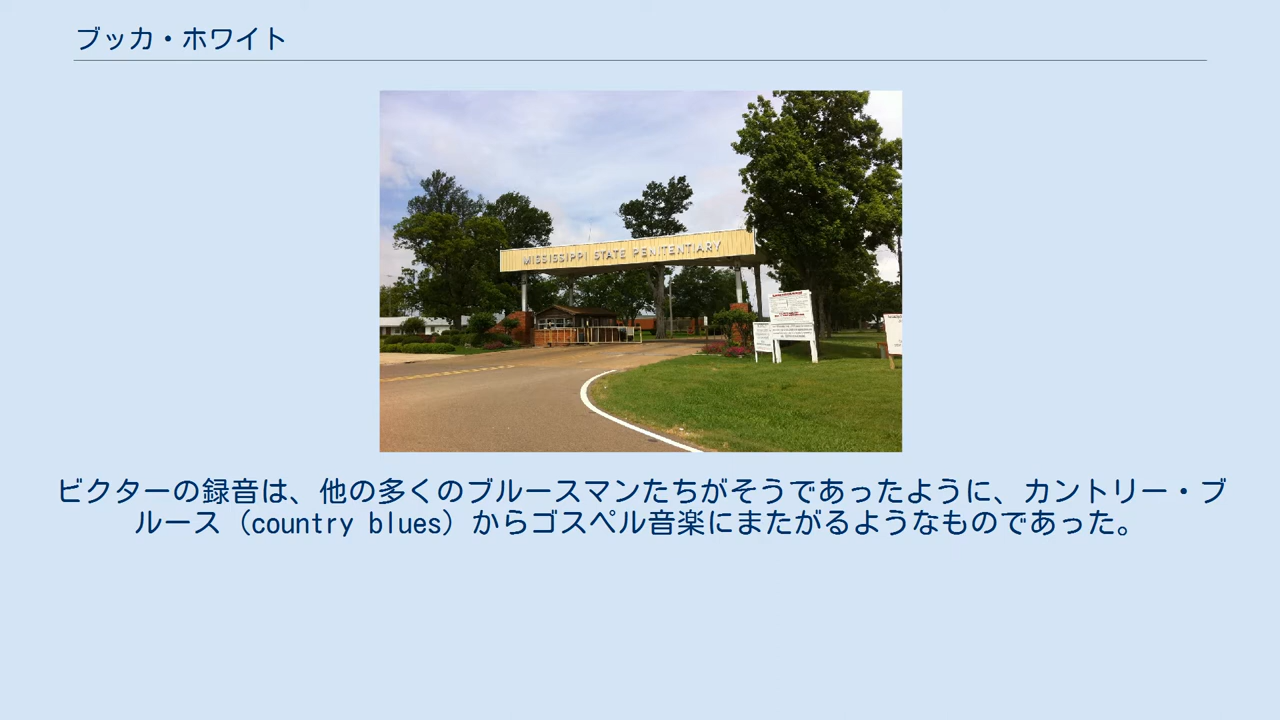 ブッカ・ホワイト
MISSISSIPPI STATE PENITENTIARY
ビクターの録音は、他の多くのブルースマンたちがそうであったように、カントリー・ブ
ルース（country blues）からゴスペル音楽にまたがるようなものであった。